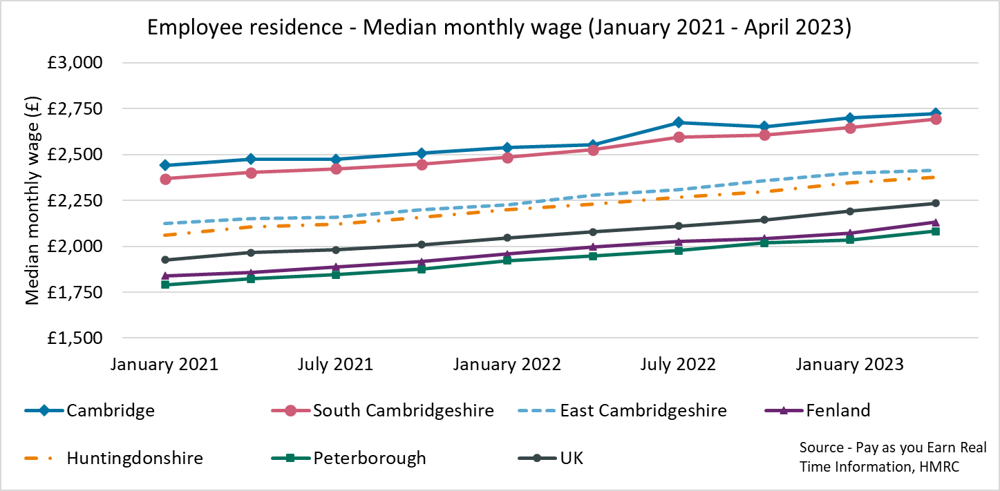 Employee residence - Median monthly wage (January 2021 - April 2023)
Median monthly wage (£)
£3,000
£2,750
£2,500
£2,250
£2,000
£1,750
£1,500
January 2021 July 2021 January 2022 July 2022 January 2023
Cambridge South Cambridgeshire East Cambridgeshire Fenland
Huntingdonshire Peterborough UK
Source - Pay as you Earn Real
Time Information, HMRC